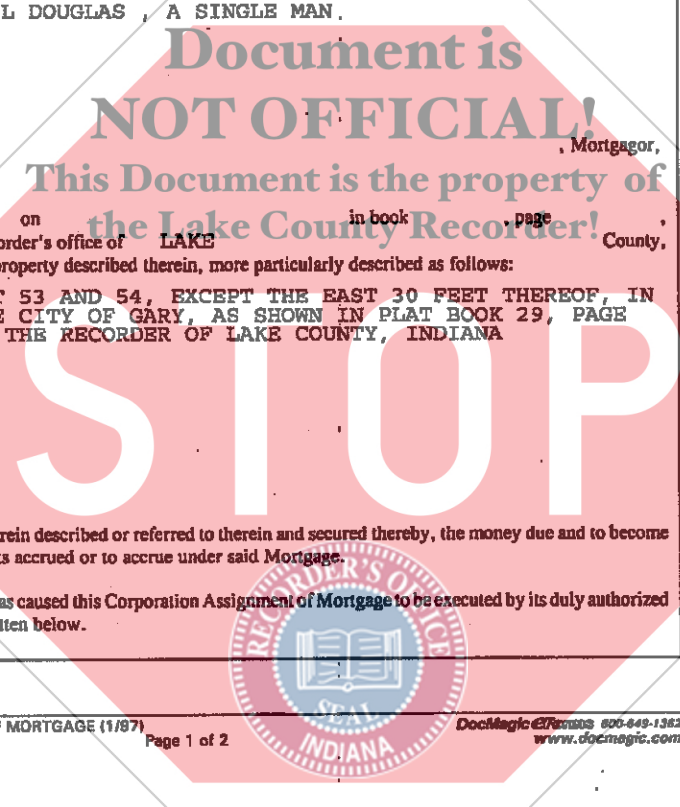 L DOUGLAS , A SINGLE MAN.
Document is
NOT OFFICIAL!
, Mortgagor,
This Document is the property of
on in book , page ,
the Lake County Recorder!
order's office of LAKE County,
property described therein, more particularly described as follows:
T 53 AND 54, EXCEPT THE EAST 30 FEET THEREOF, IN
E CITY OF GARY, AS SHOWN IN PLAT BOOK 29, PAGE
THE RECORDER OF LAKE COUNTY, INDIANA
STOP
rein described or referred to therein and secured thereby, the money due and to become
ts accrued or to accrue under said Mortgage.
as caused this Corporation Assignment of Mortgage to be executed by its duly authorized
itten below.
RECORDER'S OFFICE
SEAL
INDIANA
F MORTGAGE (1/97)
Page 1 of 2
DocMagic 800-649-1362
www.docmagic.com